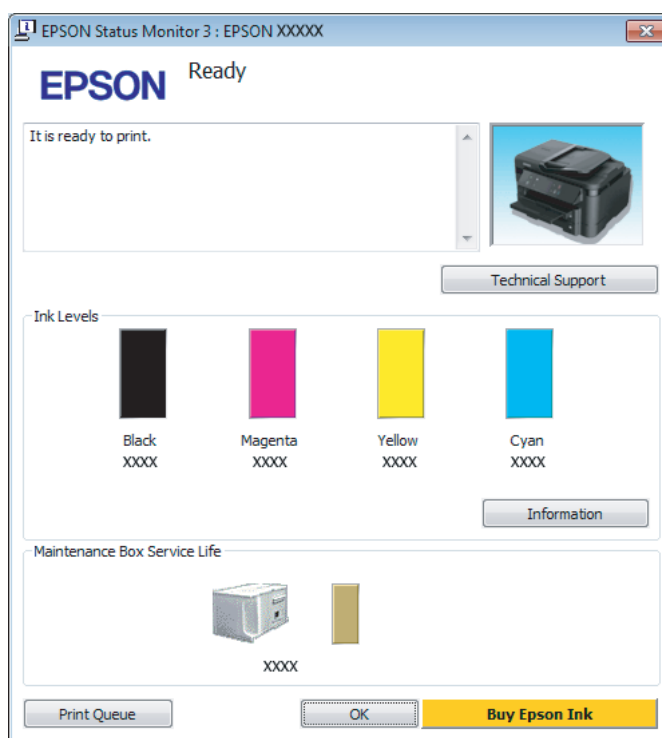 EPSON Status Monitor 3 : EPSON XXXXX
EPSON
Ready
It is ready to print.
Technical Support
Ink Levels
Black Magenta Yellow Cyan
XXXX XXXX XXXX XXXX
Information
Maintenance Box Service Life
XXXX
Print Queue OK Buy Epson Ink